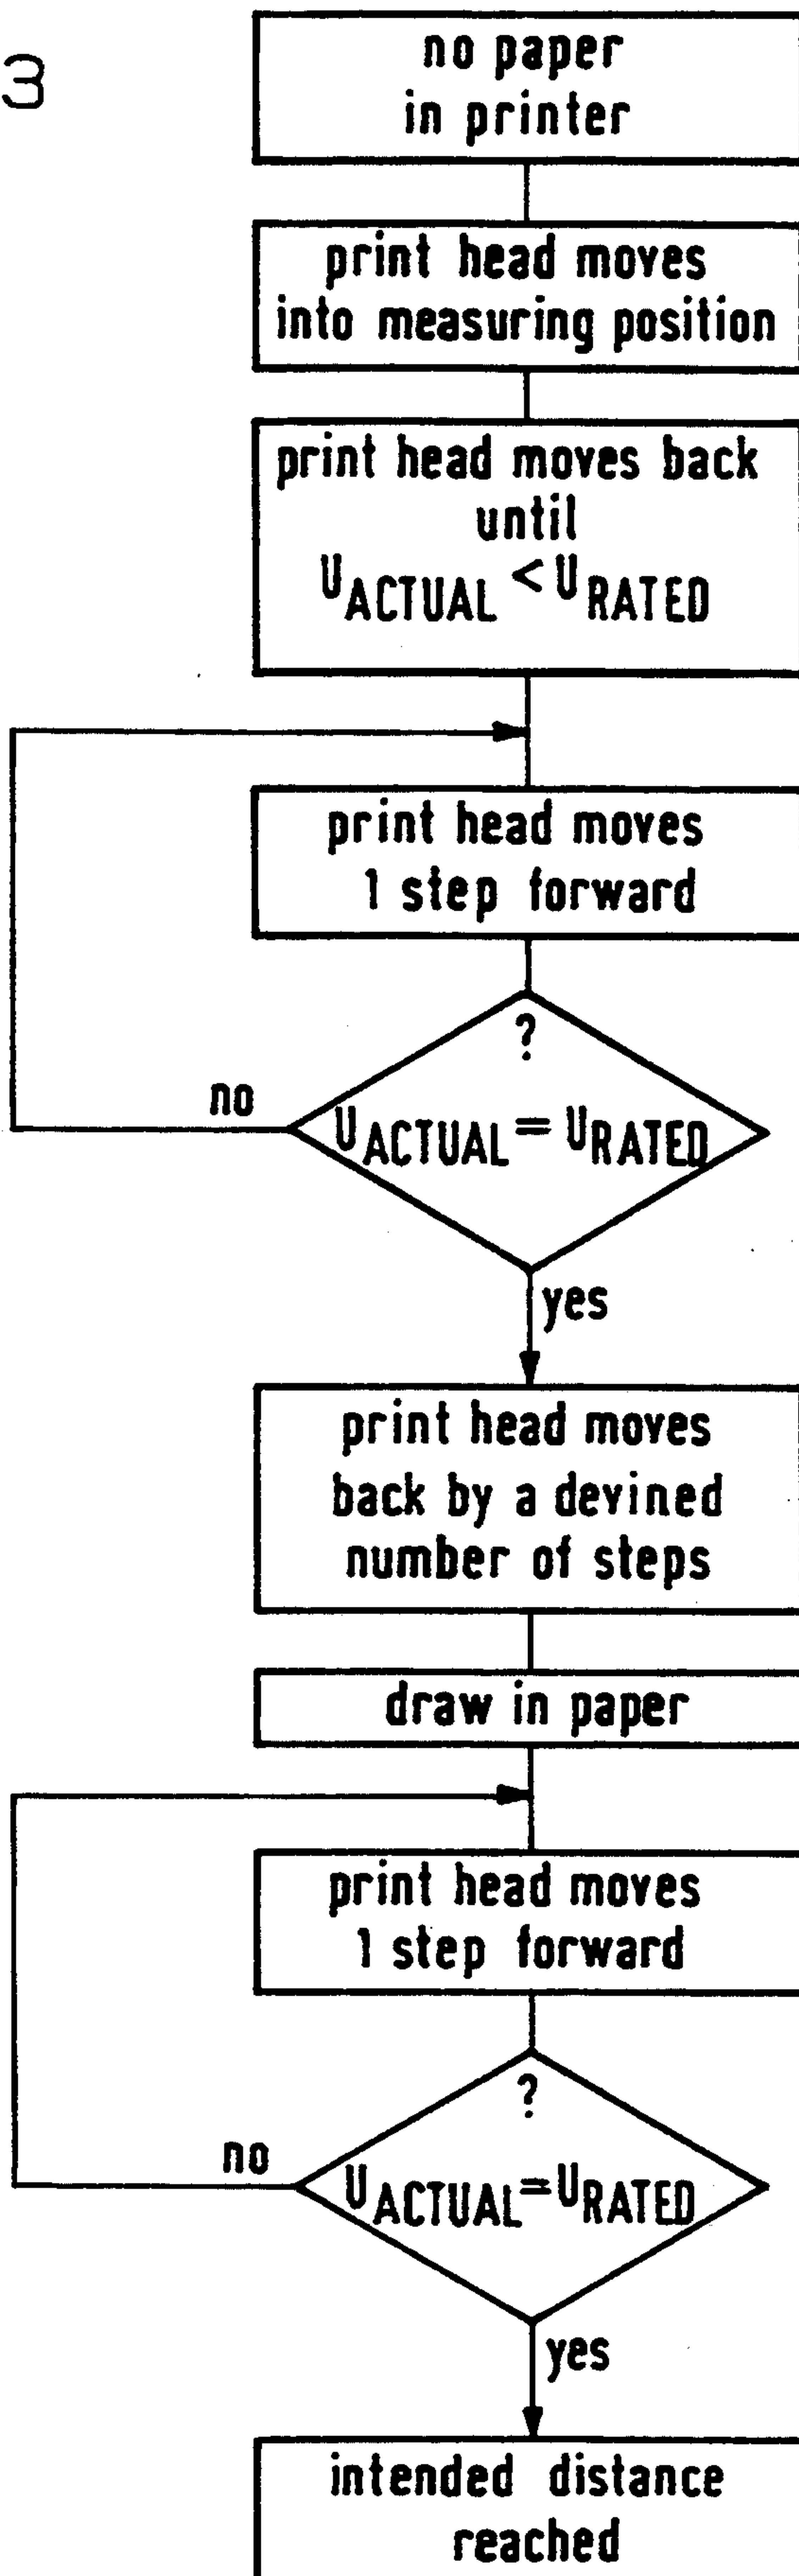 3
no paper
in printer
print head moves
into measuring position
print head moves back
until
UACTUAL < URATED
print head moves
1 step forward
?
UACTUAL = URATED
no
yes
print head moves
back by a devined
number of steps
draw in paper
print head moves
1 step forward
?
UACTUAL=URATED
no
yes
intended distance
reached